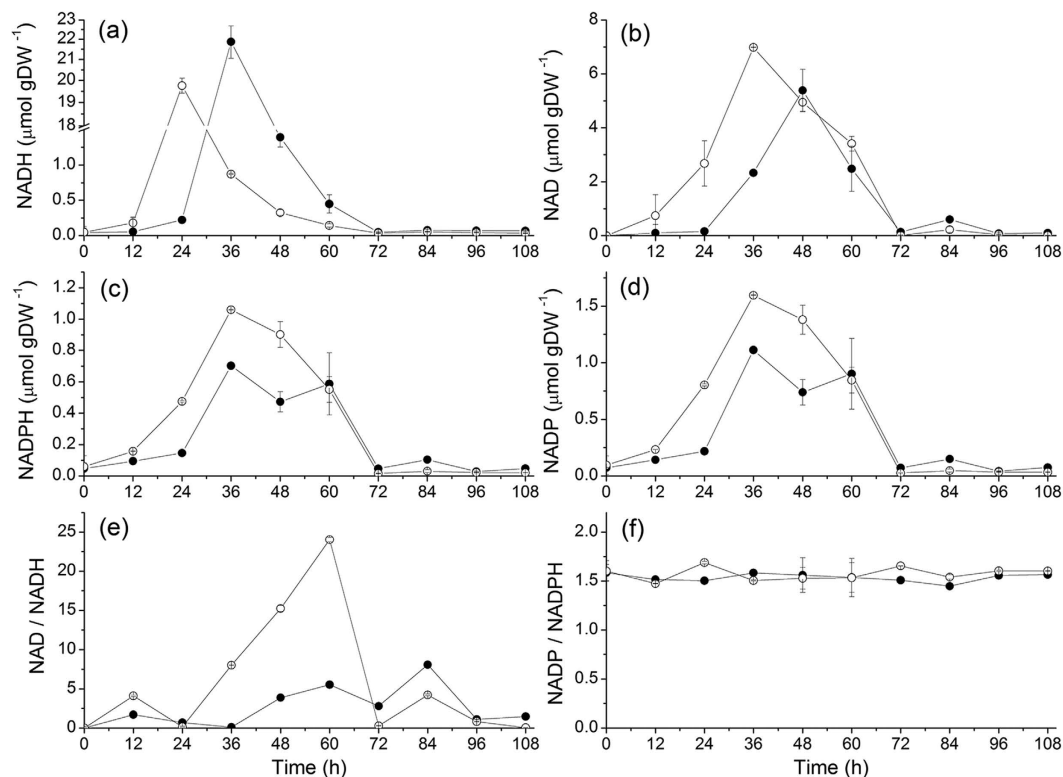 (a)
NADH (μmol gDW⁻¹)
23
22
21
20
19
18
1.0
0.5
0.0
0 12 24 36 48 60 72 84 96 108
(b)
NAD (μmol gDW⁻¹)
8
6
4
2
0
0 12 24 36 48 60 72 84 96 108
(c)
NADPH (μmol gDW⁻¹)
1.2
1.0
0.8
0.6
0.4
0.2
0.0
0 12 24 36 48 60 72 84 96 108
(d)
NADP (μmol gDW⁻¹)
1.5
1.0
0.5
0.0
0 12 24 36 48 60 72 84 96 108
(e)
NAD / NADH
25
20
15
10
5
0
0 12 24 36 48 60 72 84 96 108
Time (h)
(f)
NADP / NADPH
2.0
1.5
1.0
0.5
0.0
0 12 24 36 48 60 72 84 96 108
Time (h)